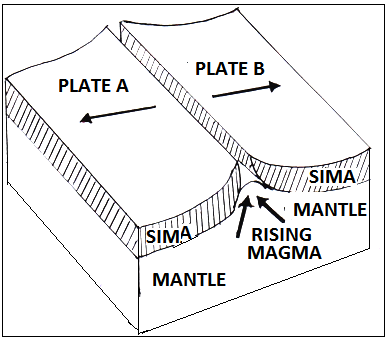 PLATE A
PLATE B
SIMA
MANTLE
SIMA
RISING
MAGMA
MANTLE